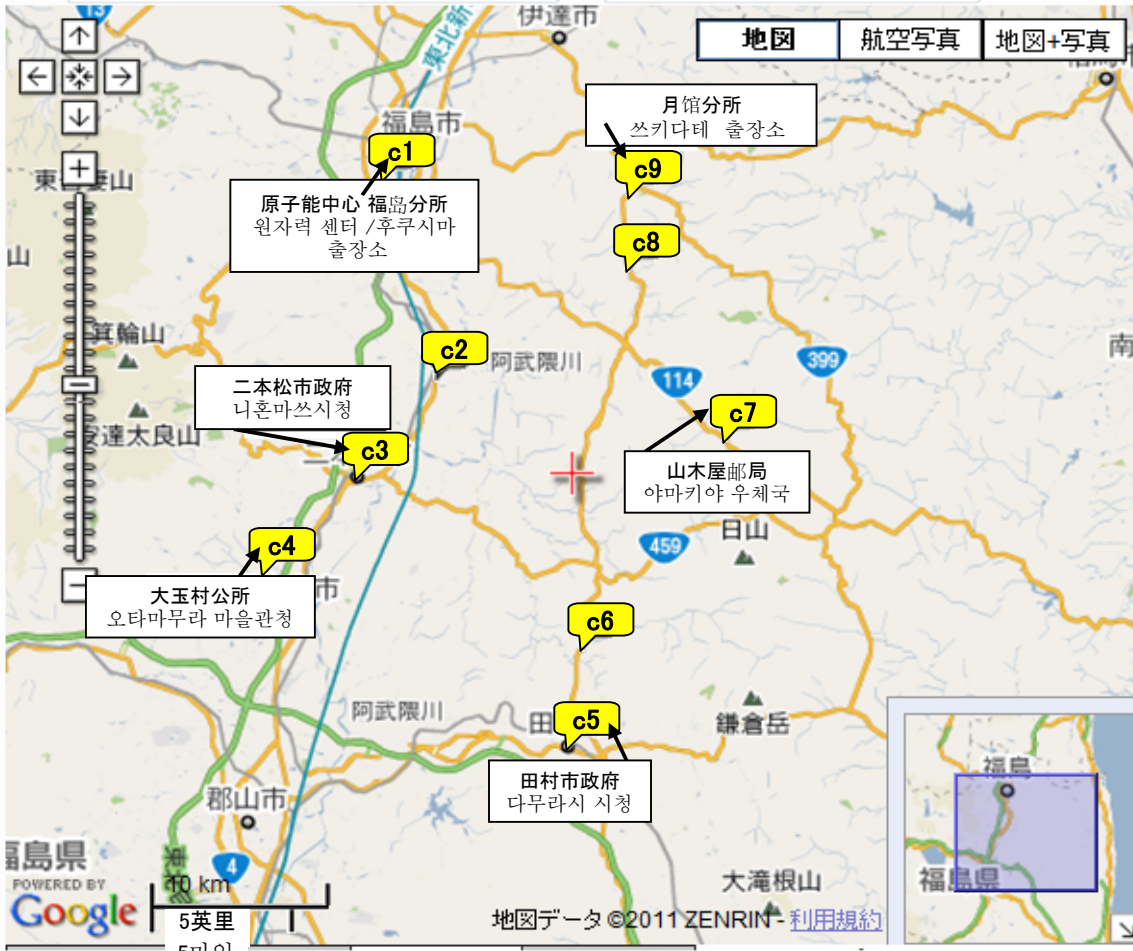 13
伊達市
東北新
地図
航空写真
地図+写真
福島市
月馆分所
쓰키다테 출장소
c1
c9
原子能中心 福岛分所
원자력 센터 /후쿠시마
출장소
c8
山
箕輪山
c2
阿武隈川
南
399
114
二本松市政府
니혼마쓰시청
c7
安達太良山
c3
山木屋邮局
야마키야 우체국
459
日山
c4
大玉村公所
오타마무라 마을관청
市
c6
阿武隈川
田
c5
鎌倉岳
田村市政府
다무라시 시청
福島
郡山市
福島県
4
福島県
POWERED BY
Google
10 km
5英里
大滝根山
地図データ ©2011 ZENRIN - 利用規約